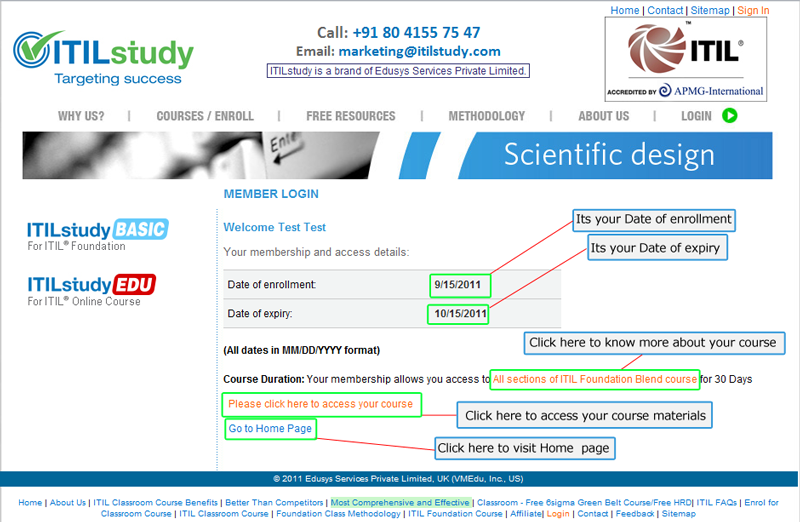 Home | Contact | Sitemap | Sign In
ITILstudy
Targeting success
Call: +91 80 4155 75 47
Email: marketing@itilstudy.com
ITILstudy is a brand of Edusys Services Private Limited.
ITIL®
ACCREDITED BY APMG-International
WHY US? | COURSES / ENROLL | FREE RESOURCES | METHODOLOGY | ABOUT US | LOGIN
Enter
Scientific design
MEMBER LOGIN
ITILstudy BASIC
For ITIL® Foundation
ITILstudy EDU
For ITIL® Online Course
Welcome Test Test
Its your Date of enrollment
Its your Date of expiry
Your membership and access details:
Date of enrollment: 9/15/2011
Date of expiry: 10/15/2011
Click here to know more about your course
(All dates in MM/DD/YYYY format)
Course Duration: Your membership allows you access to All sections of ITIL Foundation Blend course for 30 Days
Please click here to access your course
Click here to access your course materials
Go to Home Page
Click here to visit Home page
© 2011 Edusys Services Private Limited, UK (VMEdu, Inc., US)
Home | About Us | ITIL Classroom Course Benefits | Better Than Competitors | Most Comprehensive and Effective | Classroom - Free 6sigma Green Belt Course/Free HRD| ITIL FAQs | Enrol for
Classroom Course | ITIL Classroom Course | Foundation Class Methodology | ITIL Foundation Course | Affiliate| Login | Contact | Feedback | Sitemap